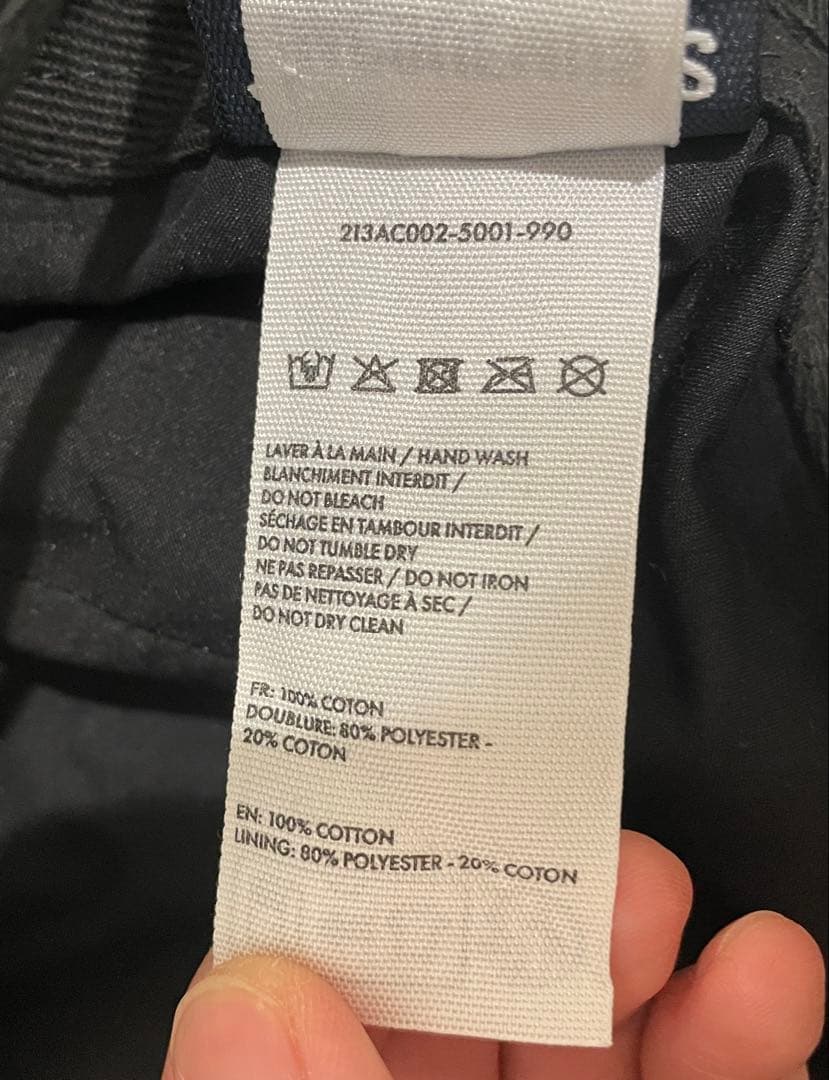 S
213AC002-5001-990
LAVER À LA MAIN / HAND WASH
BLANCHIMENT INTERDIT /
DO NOT BLEACH
SÉCHAGE EN TAMBOUR INTERDIT /
DO NOT TUMBLE DRY
NE PAS REPASSER / DO NOT IRON
PAS DE NETTOYAGE À SEC /
DO NOT DRY CLEAN
FR: 100% COTON
DOUBLURE: 80% POLYESTER -
20% COTON
EN: 100% COTTON
LINING: 80% POLYESTER - 20% COTON